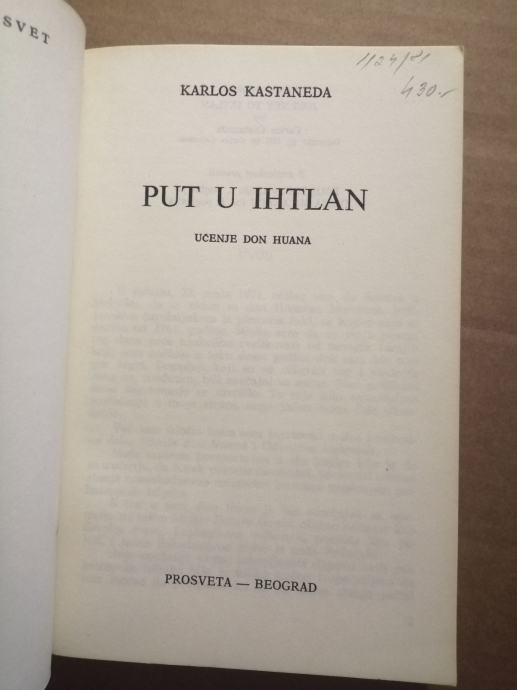 SVET
1124/81
430.-
KARLOS KASTANEDA
PUT U IHTLAN
UČENJE DON HUANA
PROSVETA — BEOGRAD